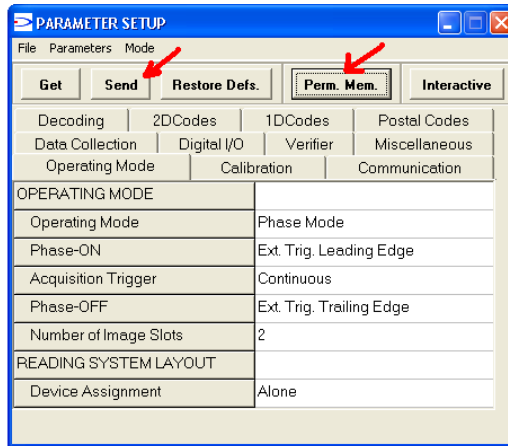 PARAMETER SETUP
File Parameters Mode
Get Send Restore Defs. Perm. Mem. Interactive
Decoding 2DCodes 1DCodes Postal Codes
Data Collection Digital I/O Verifier Miscellaneous
Operating Mode Calibration Communication
OPERATING MODE
Operating Mode Phase Mode
Phase-ON Ext. Trig. Leading Edge
Acquisition Trigger Continuous
Phase-OFF Ext. Trig. Trailing Edge
Number of Image Slots 2
READING SYSTEM LAYOUT
Device Assignment Alone